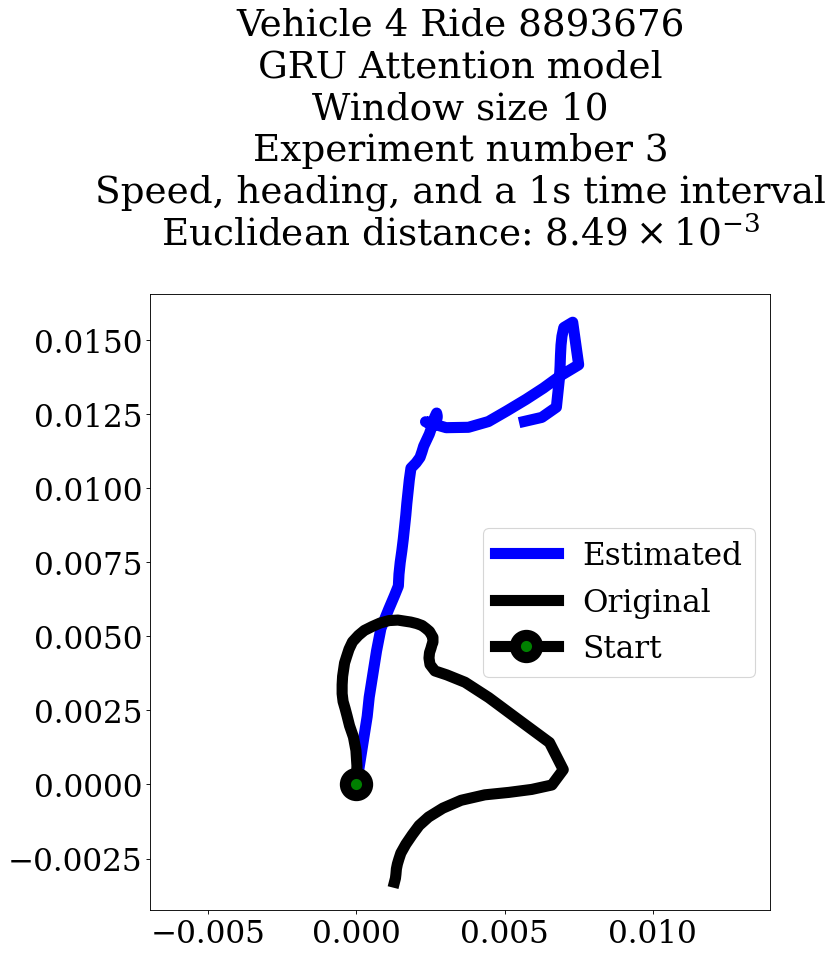 Vehicle 4 Ride 8893676
GRU Attention model
Window size 10
Experiment number 3
Speed, heading, and a 1s time interval
Euclidean distance: 8.49 × 10⁻³
0.0150
0.0125
0.0100
0.0075
0.0050
0.0025
0.0000
−0.0025
Estimated
Original
Start
−0.005 0.000 0.005 0.010